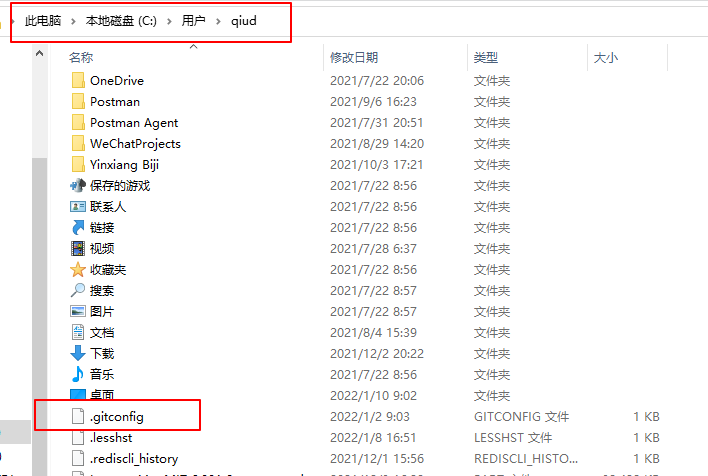 此电脑 > 本地磁盘 (C:) > 用户 > qiud
名称 修改日期 类型 大小
OneDrive 2021/7/22 20:06 文件夹
Postman 2021/9/6 16:23 文件夹
Postman Agent 2021/7/31 20:51 文件夹
WeChatProjects 2021/8/29 14:20 文件夹
Yinxiang Biji 2021/10/3 17:21 文件夹
保存的游戏 2021/7/22 8:56 文件夹
联系人 2021/7/22 8:56 文件夹
链接 2021/7/22 8:56 文件夹
视频 2021/7/28 6:37 文件夹
收藏夹 2021/7/22 8:56 文件夹
搜索 2021/7/22 8:57 文件夹
图片 2021/7/22 8:57 文件夹
文档 2021/8/4 15:39 文件夹
下载 2021/12/2 20:22 文件夹
音乐 2021/7/22 8:56 文件夹
桌面 2022/1/10 9:02 文件夹
.gitconfig 2022/1/2 9:03 GITCONFIG 文件 1 KB
.lesshst 2022/1/8 16:51 LESSHST 文件 1 KB
.rediscli_history 2021/12/1 15:56 REDISCLI_HISTO... 1 KB